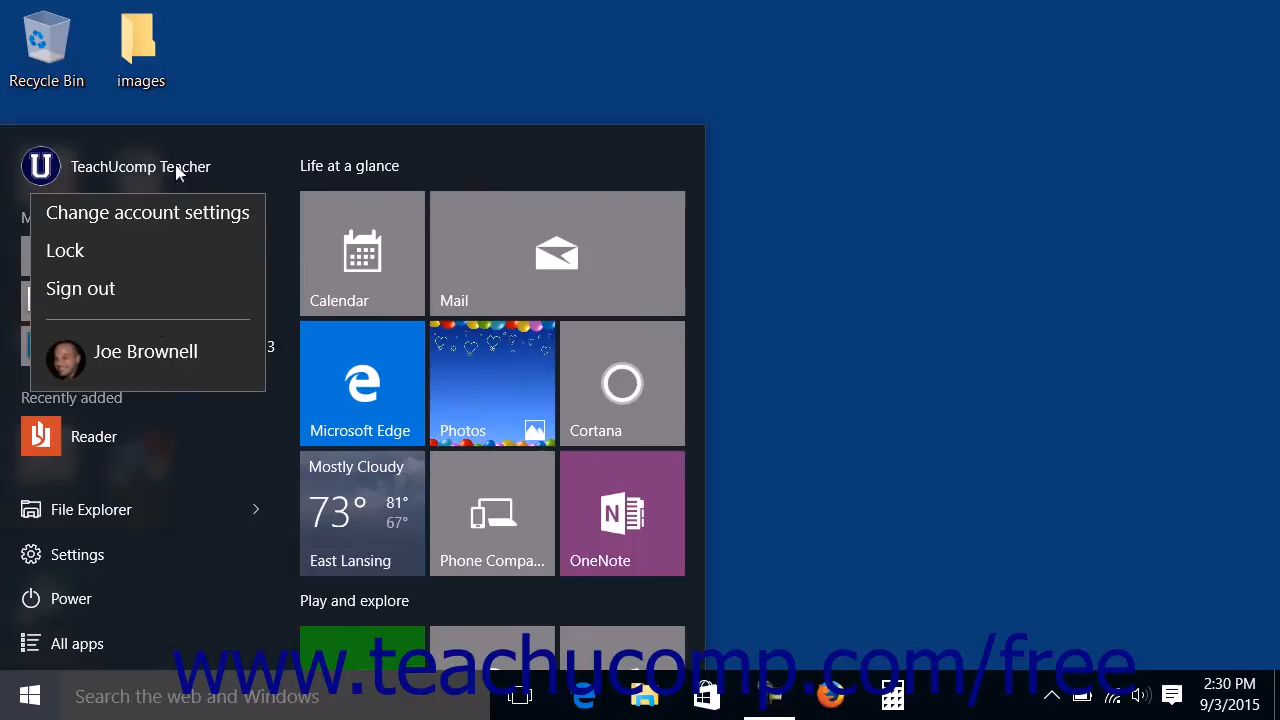 Recycle Bin
images
TeachUcomp Teacher
Change account settings
Lock
Sign out
Joe Brownell
M
3
Recently added
Reader
File Explorer
Settings
Power
All apps
Life at a glance
Calendar
Mail
Microsoft Edge
Photos
Cortana
Mostly Cloudy
73° 81°
67°
East Lansing
Phone Compa...
OneNote
Play and explore
www.teachucomp.com/free
Search the web and Windows
2:30 PM
9/3/2015